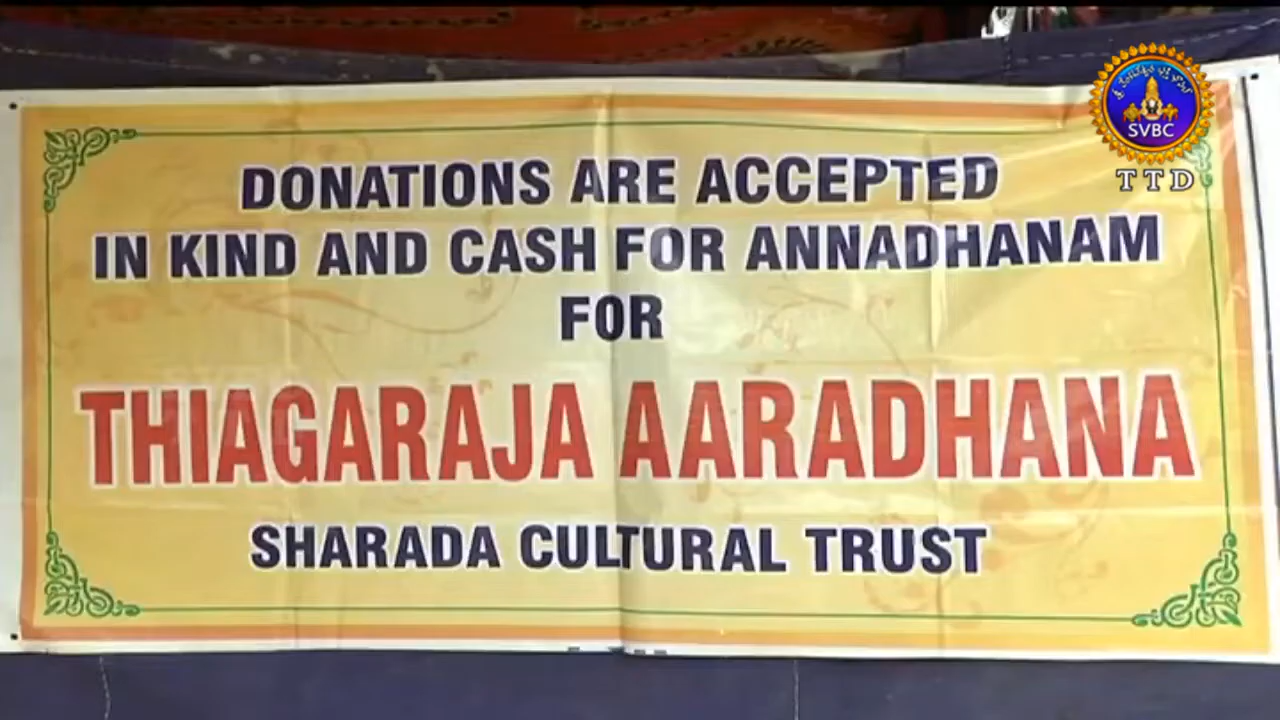 DONATIONS ARE ACCEPTED
IN KIND AND CASH FOR ANNADHANAM
FOR
THIAGARAJA AARADHANA
SHARADA CULTURAL TRUST
SVBC
TTD